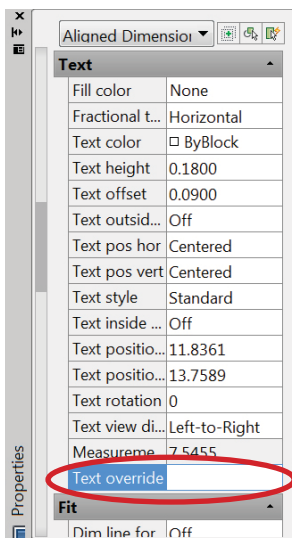 Aligned Dimension
Text
Fill color None
Fractional t... Horizontal
Text color ByBlock
Text height 0.1800
Text offset 0.0900
Text outsid... Off
Text pos hor Centered
Text pos vert Centered
Text style Standard
Text inside ... Off
Text positio... 11.8361
Text positio... 13.7589
Text rotation 0
Text view di... Left-to-Right
Measureme... 7.5455
Text override
Fit
Dim line for... Off
Properties